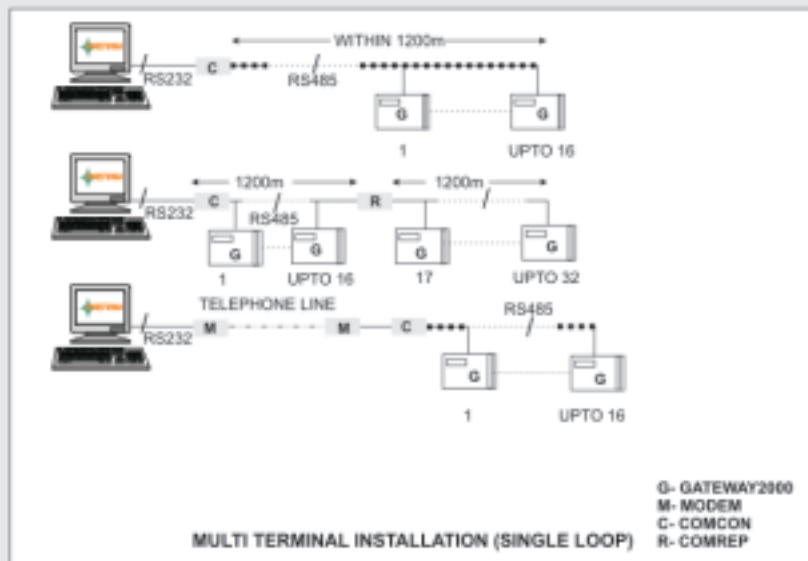 WITHIN 1200m
RS232
C
RS485
G
G
1
UPTO 16
1200m
1200m
RS232
C
RS485
R
G
G
G
G
1
UPTO 16
17
UPTO 32
TELEPHONE LINE
RS485
RS232
M
M
C
G
G
1
UPTO 16
G- GATEWAY2000
M- MODEM
C- COMCON
R- COMREP
MULTI TERMINAL INSTALLATION (SINGLE LOOP)